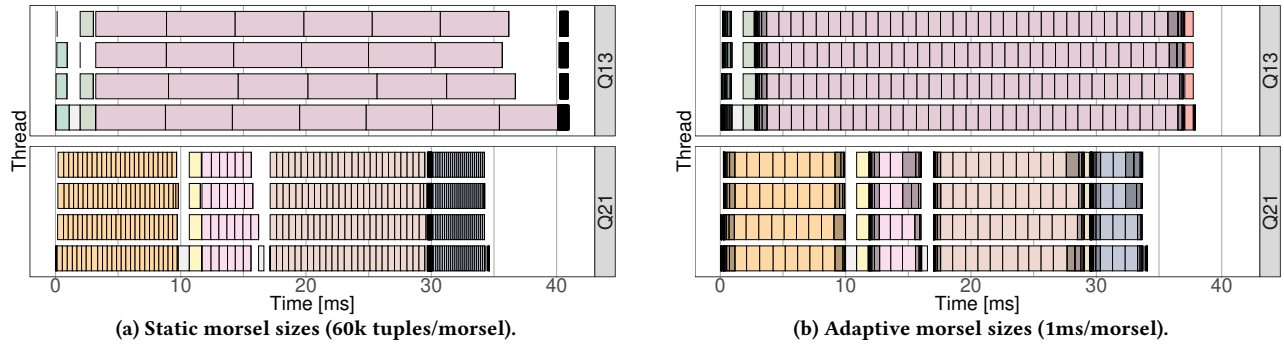 Thread
Q13
Q21
0
10
20
30
40
Time [ms]
(a) Static morsel sizes (60k tuples/morsel).
Thread
Q13
Q21
0
10
20
30
40
Time [ms]
(b) Adaptive morsel sizes (1ms/morsel).